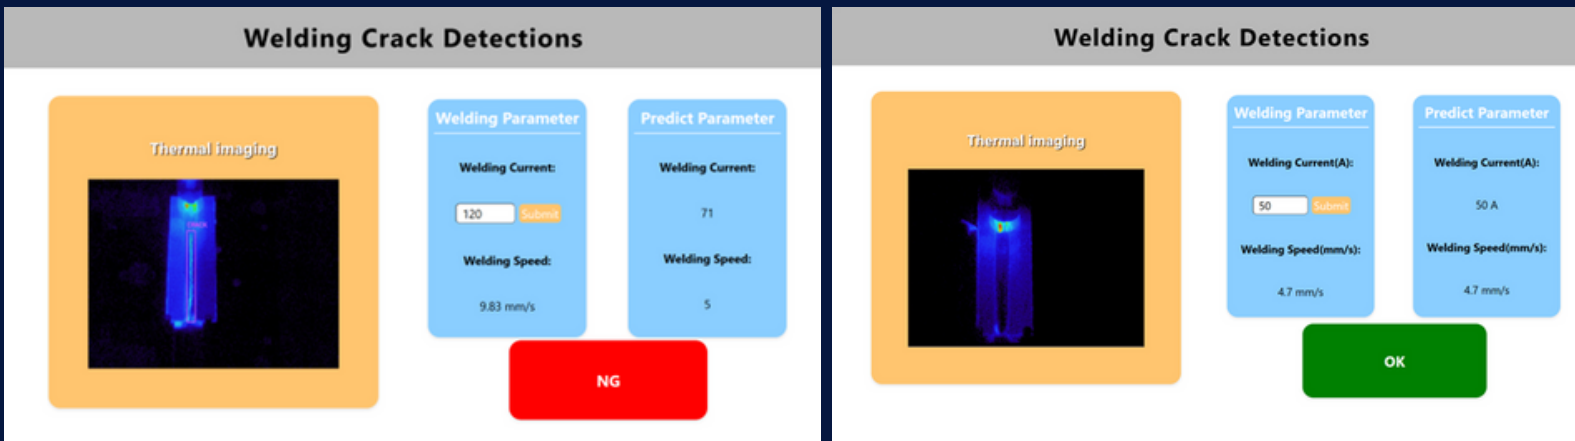 Welding Crack Detections
Thermal imaging
Welding Parameter
Welding Current:
120 Submit
Welding Speed:
9.83 mm/s
Predict Parameter
Welding Current:
71
Welding Speed:
5
NG
Welding Crack Detections
Thermal imaging
Welding Parameter
Welding Current(A):
50 Submit
Welding Speed(mm/s):
4.7 mm/s
Predict Parameter
Welding Current(A):
50 A
Welding Speed(mm/s):
4.7 mm/s
OK